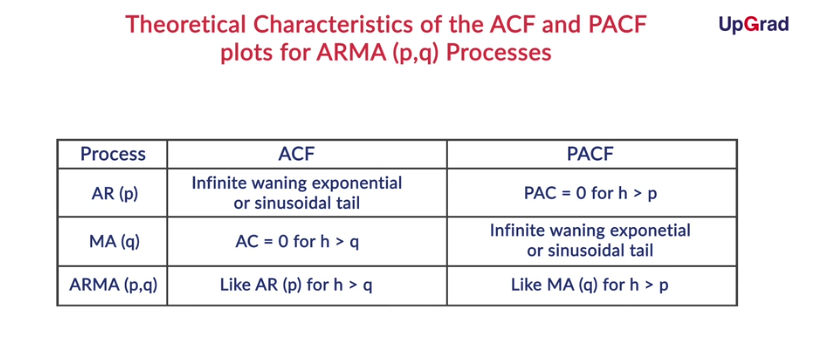 Theoretical Characteristics of the ACF and PACF
plots for ARMA (p,q) Processes
UpGrad
Process ACF PACF
AR (p) Infinite waning exponential
or sinusoidal tail PAC = 0 for h > p
MA (q) AC = 0 for h > q Infinite waning exponetial
or sinusoidal tail
ARMA (p,q) Like AR (p) for h > q Like MA (q) for h > p